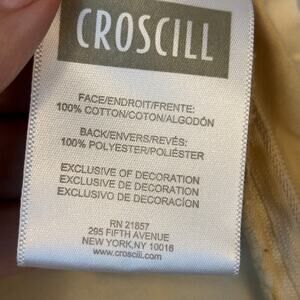 CROSCILL
FACE/ENDROIT/FRENTE:
100% COTTON/COTON/ALGODÓN
BACK/ENVERS/REVÉS:
100% POLYESTER/POLIÉSTER
EXCLUSIVE OF DECORATION
EXCLUSIVE DE DECORATION
EXCLUSIVO DE DECORACION
RN 21857
295 FIFTH AVENUE
NEW YORK,NY 10016
www.croscill.com